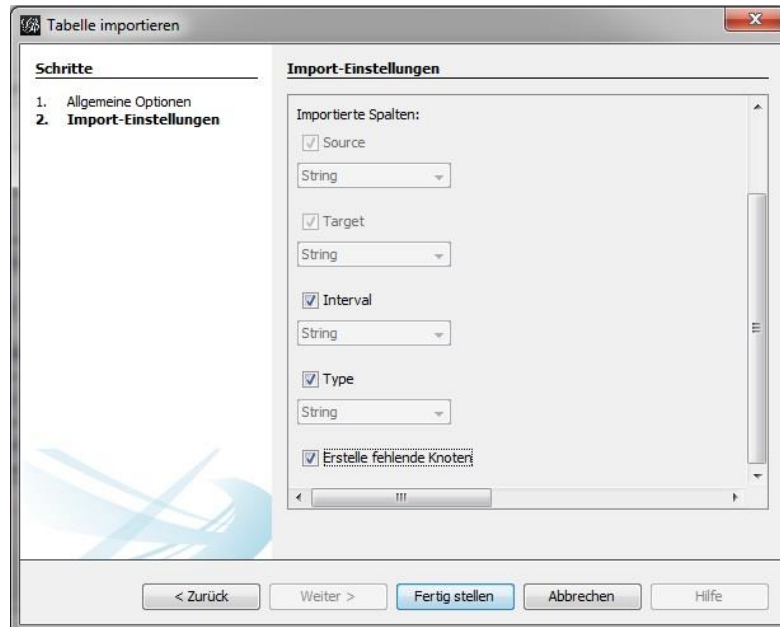 Tabelle importieren
Schritte
1. Allgemeine Optionen
2. Import-Einstellungen
Import-Einstellungen
Importierte Spalten:
Source
String
Target
String
Interval
String
Type
String
Erstelle fehlende Knoten
< Zurück Weiter > Fertig stellen Abbrechen Hilfe